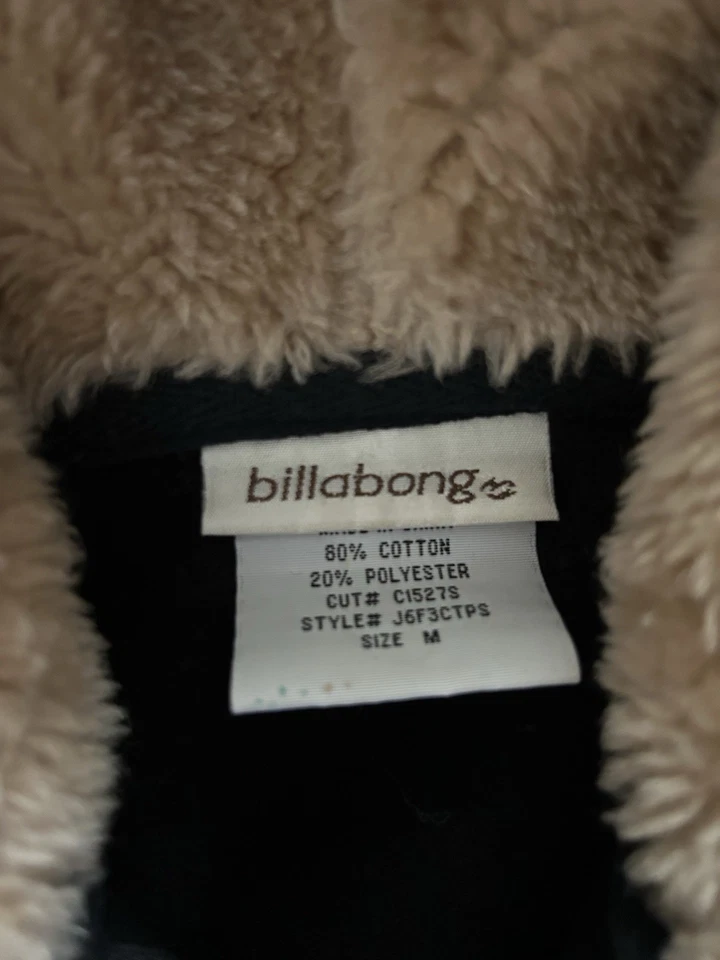 billabong
80% COTTON
20% POLYESTER
CUT# C1527S
STYLE# J6F3CTPS
SIZE M